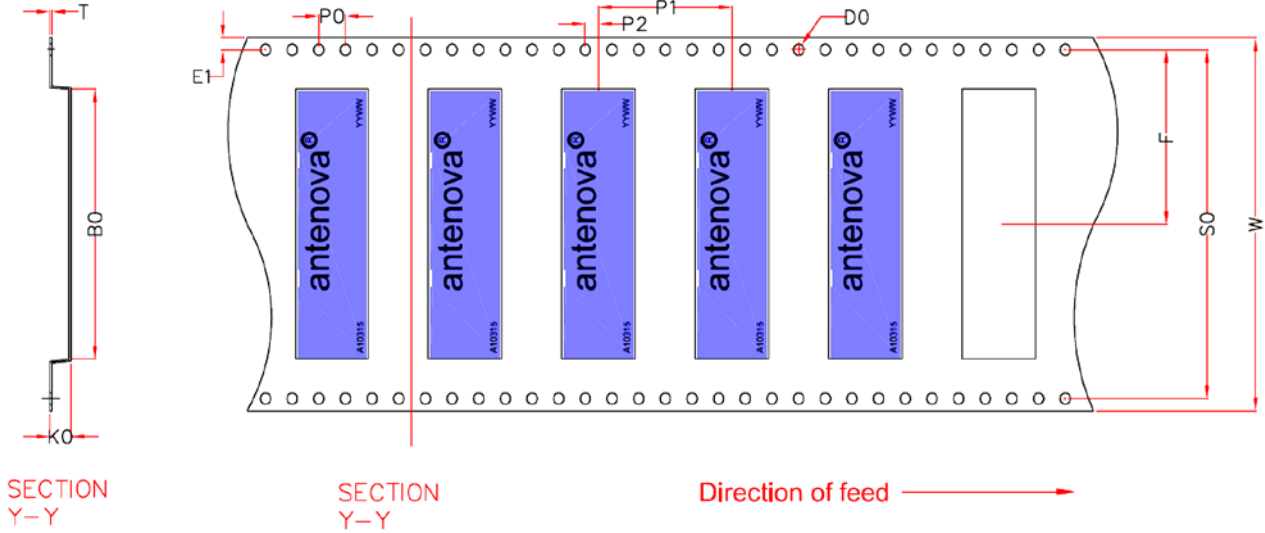 T
P0
P1
P2
D0
E1
YYWW
YYWW
YYWW
YYWW
YYWW
antenova®
antenova®
antenova®
antenova®
antenova®
A10315
A10315
A10315
A10315
A10315
F
B0
S0
W
K0
SECTION
Y-Y
SECTION
Y-Y
Direction of feed